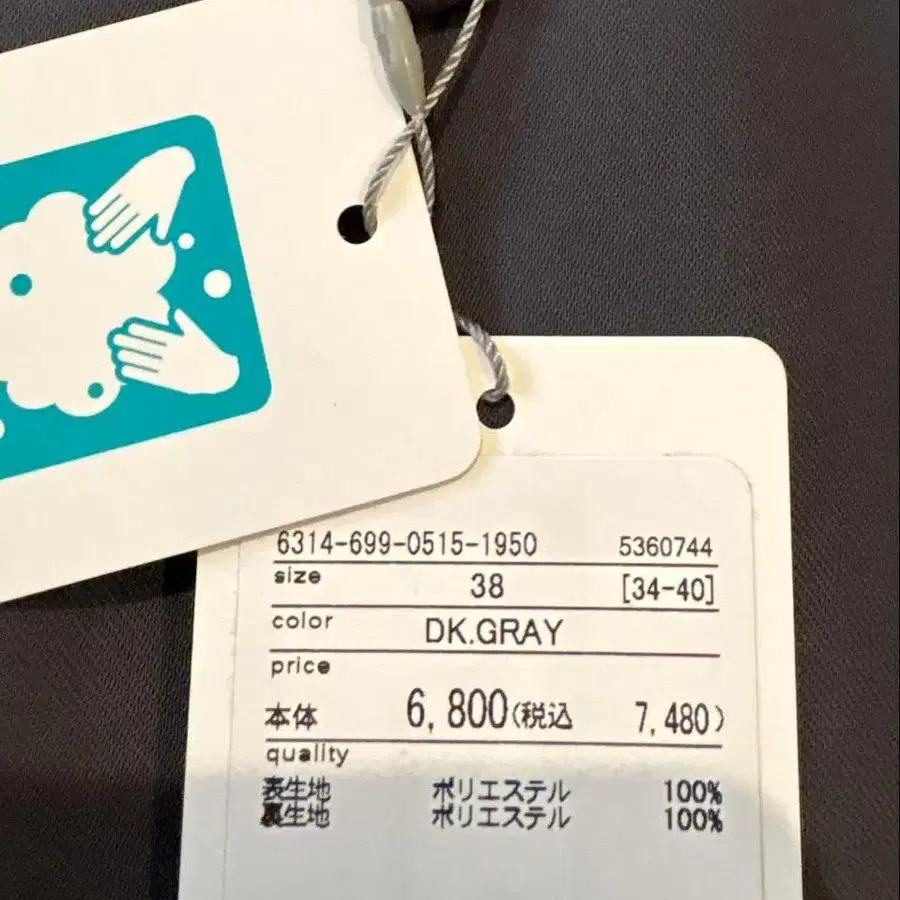 6314-699-0515-1950 5360744
size 38 [34-40]
color DK.GRAY
price
本体 6,800(税込 7,480)
quality
表生地 ポリエステル 100%
裏生地 ポリエステル 100%